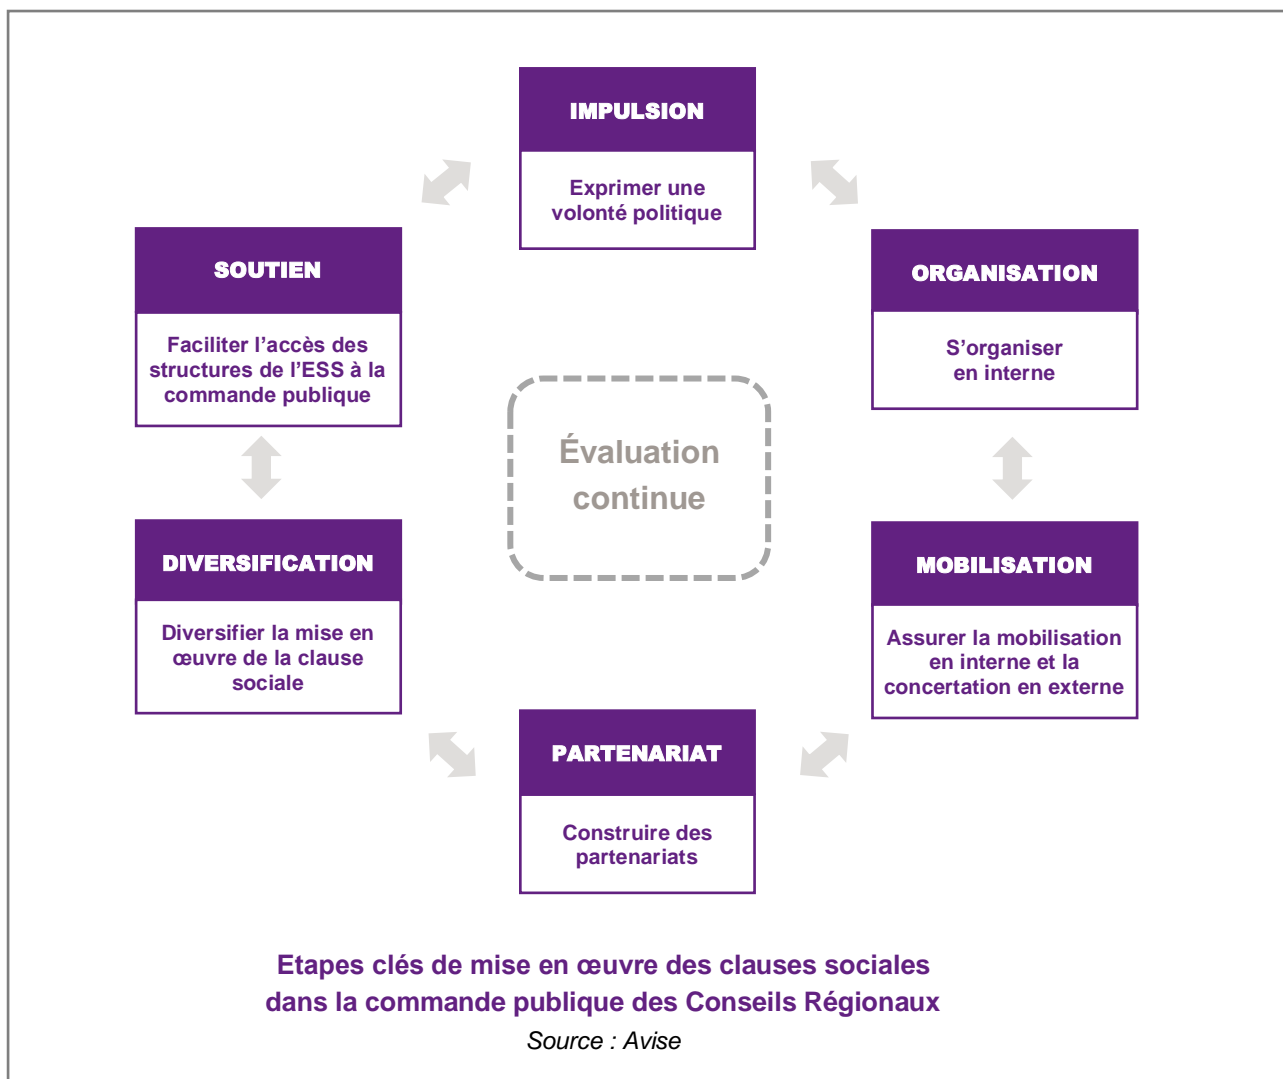 IMPULSION
Exprimer une
volonté politique
SOUTIEN
Faciliter l’accès des
structures de l’ESS à la
commande publique
ORGANISATION
S’organiser
en interne
Évaluation
continue
DIVERSIFICATION
Diversifier la mise en
œuvre de la clause
sociale
MOBILISATION
Assurer la mobilisation
en interne et la
concertation en externe
PARTENARIAT
Construire des
partenariats
Etapes clés de mise en œuvre des clauses sociales
dans la commande publique des Conseils Régionaux
Source : Avise